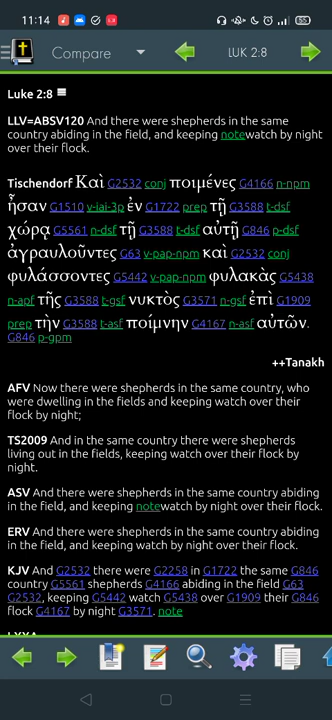 11:14
55
Compare
LUK 2:8
Luke 2:8
LLV=ABSV120 And there were shepherds in the same
country abiding in the field, and keeping notewatch by night
over their flock.
Tischendorf Καὶ G2532 conj ποιμένες G4166 n-npm
ἦσαν G1510 v-iai-3p ἐν G1722 prep τῇ G3588 t-dsf
χώρᾳ G5561 n-dsf τῇ G3588 t-dsf αὐτῇ G846 p-dsf
ἀγραυλοῦντες G63 v-pap-npm καὶ G2532 conj
φυλάσσοντες G5442 v-pap-npm φυλακὰς G5438
n-apf τῆς G3588 t-gsf νυκτὸς G3571 n-gsf ἐπὶ G1909
prep τὴν G3588 t-asf ποίμνην G4167 n-asf αὐτῶν.
G846 p-gpm
++Tanakh
AFV Now there were shepherds in the same country, who
were dwelling in the fields and keeping watch over their
flock by night;
TS2009 And in the same country there were shepherds
living out in the fields, keeping watch over their flock by
night.
ASV And there were shepherds in the same country abiding
in the field, and keeping notewatch by night over their flock.
ERV And there were shepherds in the same country abiding
in the field, and keeping watch by night over their flock.
KJV And G2532 there were G2258 in G1722 the same G846
country G5561 shepherds G4166 abiding in the field G63
G2532, keeping G5442 watch G5438 over G1909 their G846
flock G4167 by night G3571. note